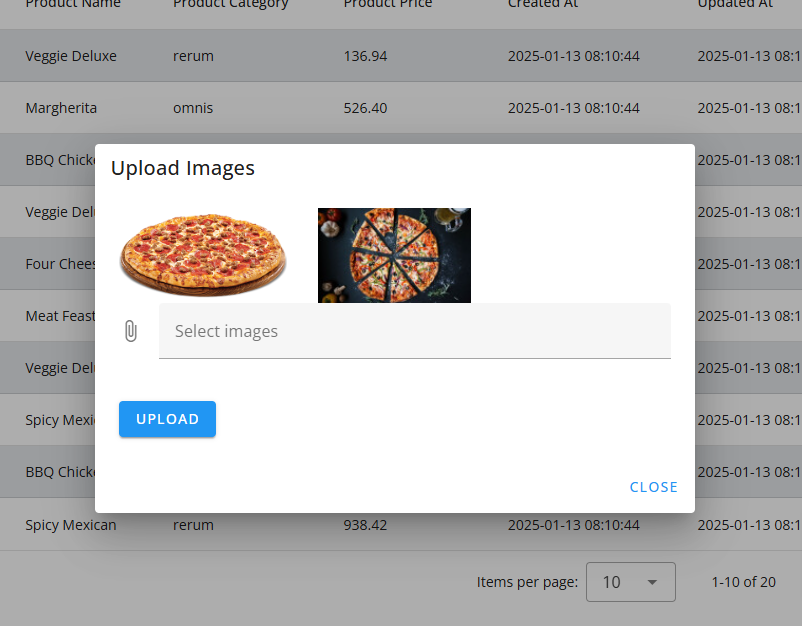 Product Name Product Category Product Price Created At Updated At
Veggie Deluxe rerum 136.94 2025-01-13 08:10:44 2025-01-13 08:1
Margherita omnis 526.40 2025-01-13 08:10:44 2025-01-13 08:1
BBQ Chick 2025-01-13 08:1
Upload Images
Veggie Del 2025-01-13 08:1
Four Chees 2025-01-13 08:1
Meat Feast 2025-01-13 08:1
Select images
Veggie Del 2025-01-13 08:1
Spicy Mexi 2025-01-13 08:1
UPLOAD
BBQ Chick 2025-01-13 08:1
CLOSE
Spicy Mexican rerum 938.42 2025-01-13 08:10:44 2025-01-13 08:1
Items per page: 10 1-10 of 20